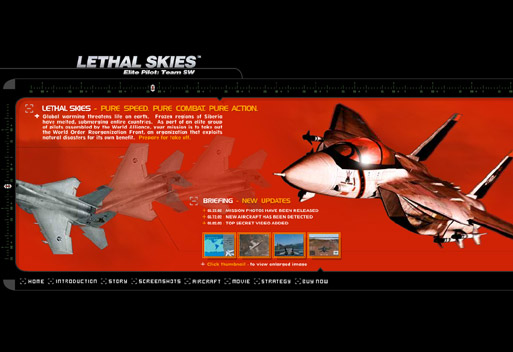 LETHAL SKIES™
Elite Pilot: Team SW
LETHAL SKIES - PURE SPEED. PURE COMBAT. PURE ACTION.
Global warming threatens life on earth. Frozen regions of Siberia
have melted, submerging entire countries. As part of an elite group
of pilots assembled by the World Alliance, your mission is to take out
the World Order Reorganization Front, an organization that exploits
natural disasters for its own benefit. Prepare for take off.
BRIEFING - NEW UPDATES
MISSION PHOTOS HAVE BEEN RELEASED
NEW AIRCRAFT HAS BEEN DETECTED
TOP SECRET VIDEO ADDED
Click thumbnail - to view enlarged image
HOME INTRODUCTION STORY SCREENSHOTS AIRCRAFT MOVIE STRATEGY BUY NOW